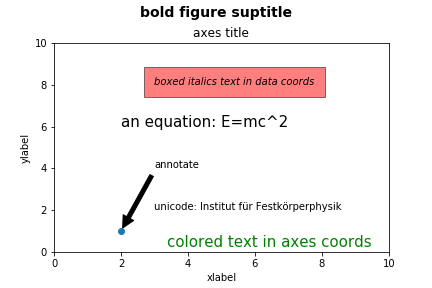 bold figure suptitle
axes title
10
boxed italics text in data coords
8
an equation: E=mc^2
6
ylabel
annotate
4
unicode: Institut für Festkörperphysik
2
colored text in axes coords
0
0 2 4 6 8 10
xlabel